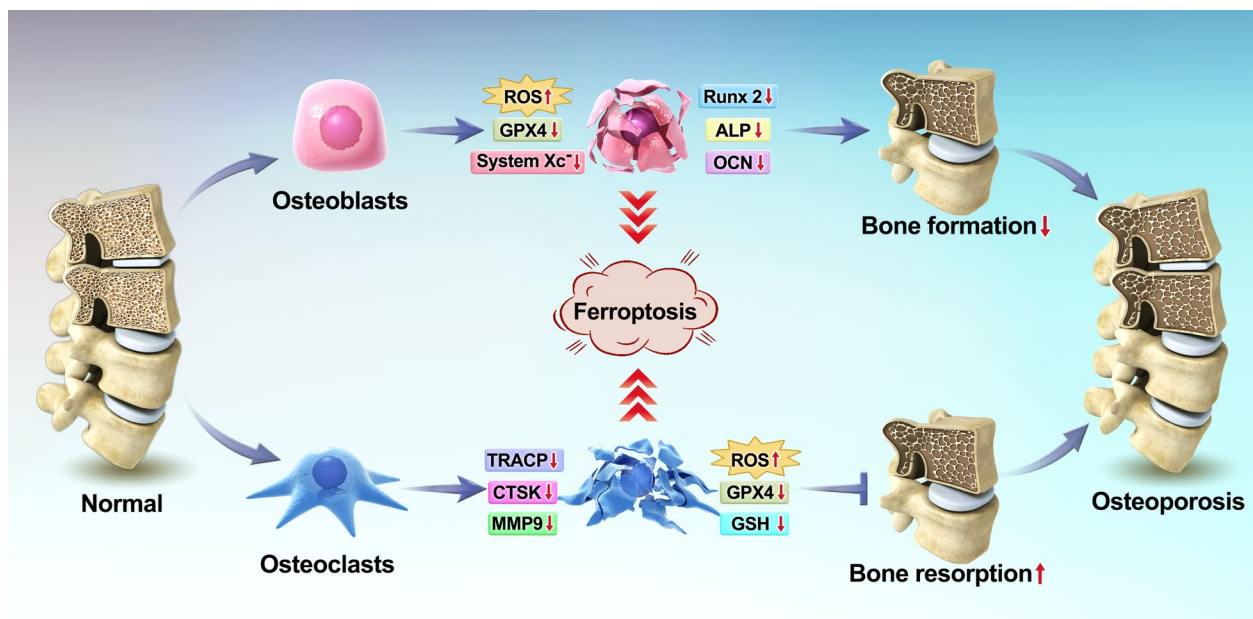 ROS↑
GPX4↓
System Xc⁻↓
Runx 2↓
ALP↓
OCN↓
Osteoblasts
Bone formation↓
Ferroptosis
Normal
Osteoporosis
TRACP↓
CTSK↓
MMP9↓
ROS↑
GPX4↓
GSH↓
Osteoclasts
Bone resorption↑